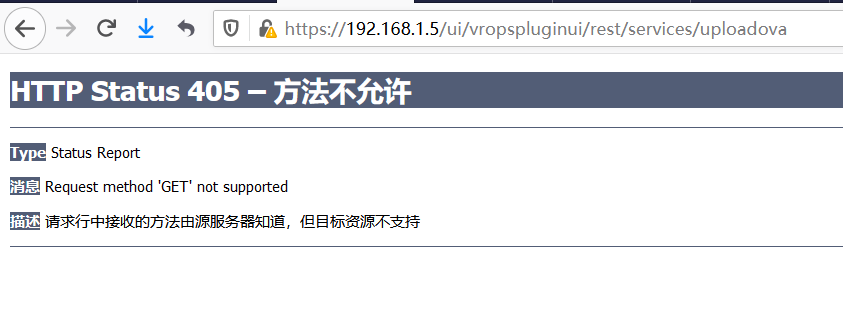 https://192.168.1.5/ui/vropspluginui/rest/services/uploadova
HTTP Status 405 – 方法不允许
Type Status Report
消息 Request method 'GET' not supported
描述 请求行中接收的方法由源服务器知道，但目标资源不支持